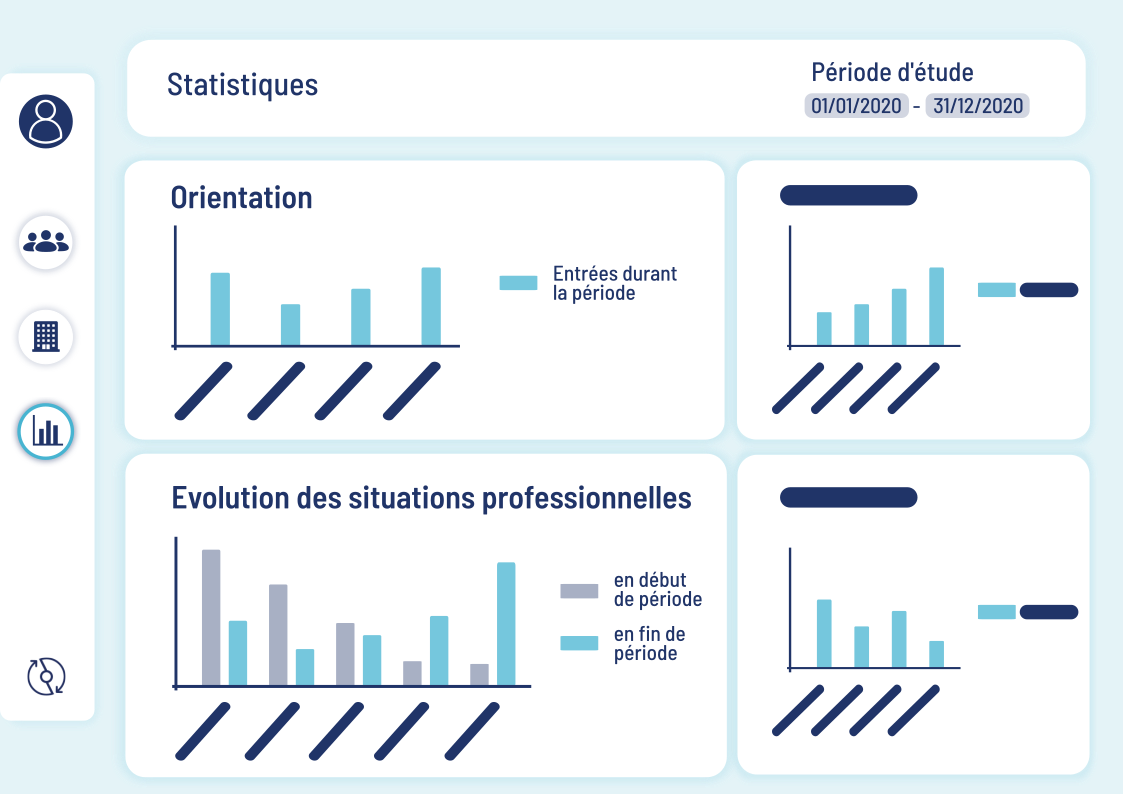 Statistiques
Période d'étude
01/01/2020 - 31/12/2020
Orientation
Entrées durant
la période
Evolution des situations professionnelles
en début
de période
en fin de
période